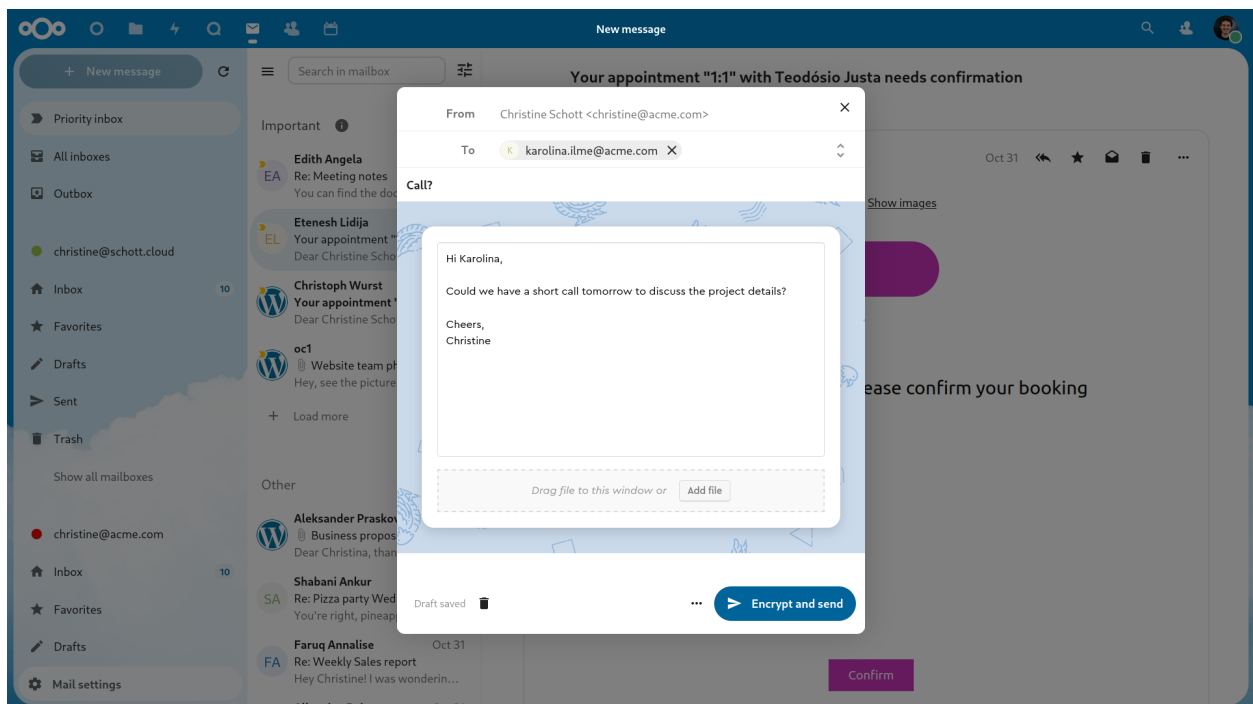 New message
+ New message
Search in mailbox
Priority inbox
All inboxes
Outbox
christine@schott.cloud
Inbox 10
Favorites
Drafts
Sent
Trash
Show all mailboxes
christine@acme.com
Inbox 10
Favorites
Drafts
Mail settings
Important
EA
Edith Angela
Re: Meeting notes
You can find the doc
EL
Etenesh Lidija
Your appointment "
Dear Christine Scho
Christoph Wurst
Your appointment "
Dear Christine Scho
oc1
Website team ph
Hey, see the picture
+ Load more
Other
Aleksander Praskov
Business propos
Dear Christina, than
SA
Shabani Ankur
Re: Pizza party Wed
You're right, pineap
FA
Faruq Annalise Oct 31
Re: Weekly Sales report
Hey Christine! I was wonderin...
Your appointment "1:1" with Teodósio Justa needs confirmation
Oct 31
Show images
ease confirm your booking
Confirm
From Christine Schott <christine@acme.com>
To K karolina.ilme@acme.com
Call?
Hi Karolina,
Could we have a short call tomorrow to discuss the project details?
Cheers,
Christine
Drag file to this window or Add file
Draft saved
Encrypt and send